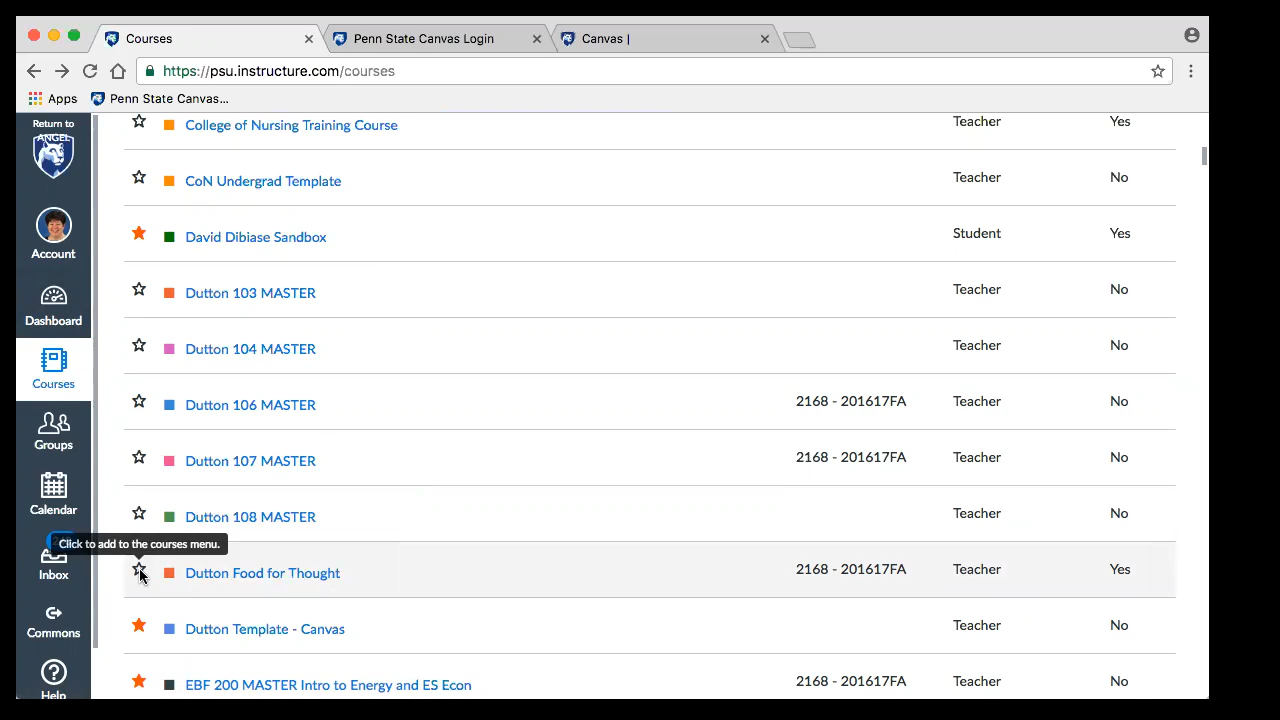 Courses
Penn State Canvas Login
Canvas |
https://psu.instructure.com/courses
Apps
Penn State Canvas...
Return to
ANGEL
Account
Dashboard
Courses
Groups
Calendar
Inbox
Commons
Help
College of Nursing Training Course Teacher Yes
CoN Undergrad Template Teacher No
David Dibiase Sandbox Student Yes
Dutton 103 MASTER Teacher No
Dutton 104 MASTER Teacher No
Dutton 106 MASTER 2168 - 201617FA Teacher No
Dutton 107 MASTER 2168 - 201617FA Teacher No
Dutton 108 MASTER Teacher No
Click to add to the courses menu.
Dutton Food for Thought 2168 - 201617FA Teacher Yes
Dutton Template - Canvas Teacher No
EBF 200 MASTER Intro to Energy and ES Econ 2168 - 201617FA Teacher No